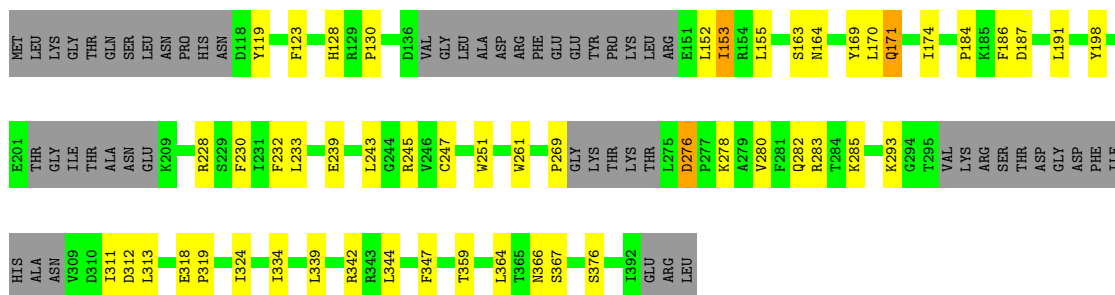 MET LEU LYS GLY THR GLN SER LEU ASN PRO HIS ASN D118 Y119 F123 H128 R129 P130 D136 VAL GLY LEU ALA ASP ARG PHE GLU GLU TYR PRO LYS LEU ARG E151 L152 I153 R154 L155 S163 N164 Y169 L170 Q171 I174 P184 K185 F186 D187 L191 Y198
E201 THR GLY ILE THR ALA ASN GLU K209 R228 S229 F230 I231 F232 L233 E239 L243 G244 R245 V246 C247 W251 W261 P269 GLY LYS THR LYS THR L275 D276 P277 K278 A279 V280 F281 Q282 R283 T284 K285 K293 G294 T295 VAL LYS ARG SER THR ASP GLY ASP PHE ILE
HIS ALA ASN V309 D310 I311 D312 L313 E318 P319 I324 I334 L339 R342 R343 L344 F347 T359 L364 T365 N366 S367 S376 I392 GLU ARG LEU